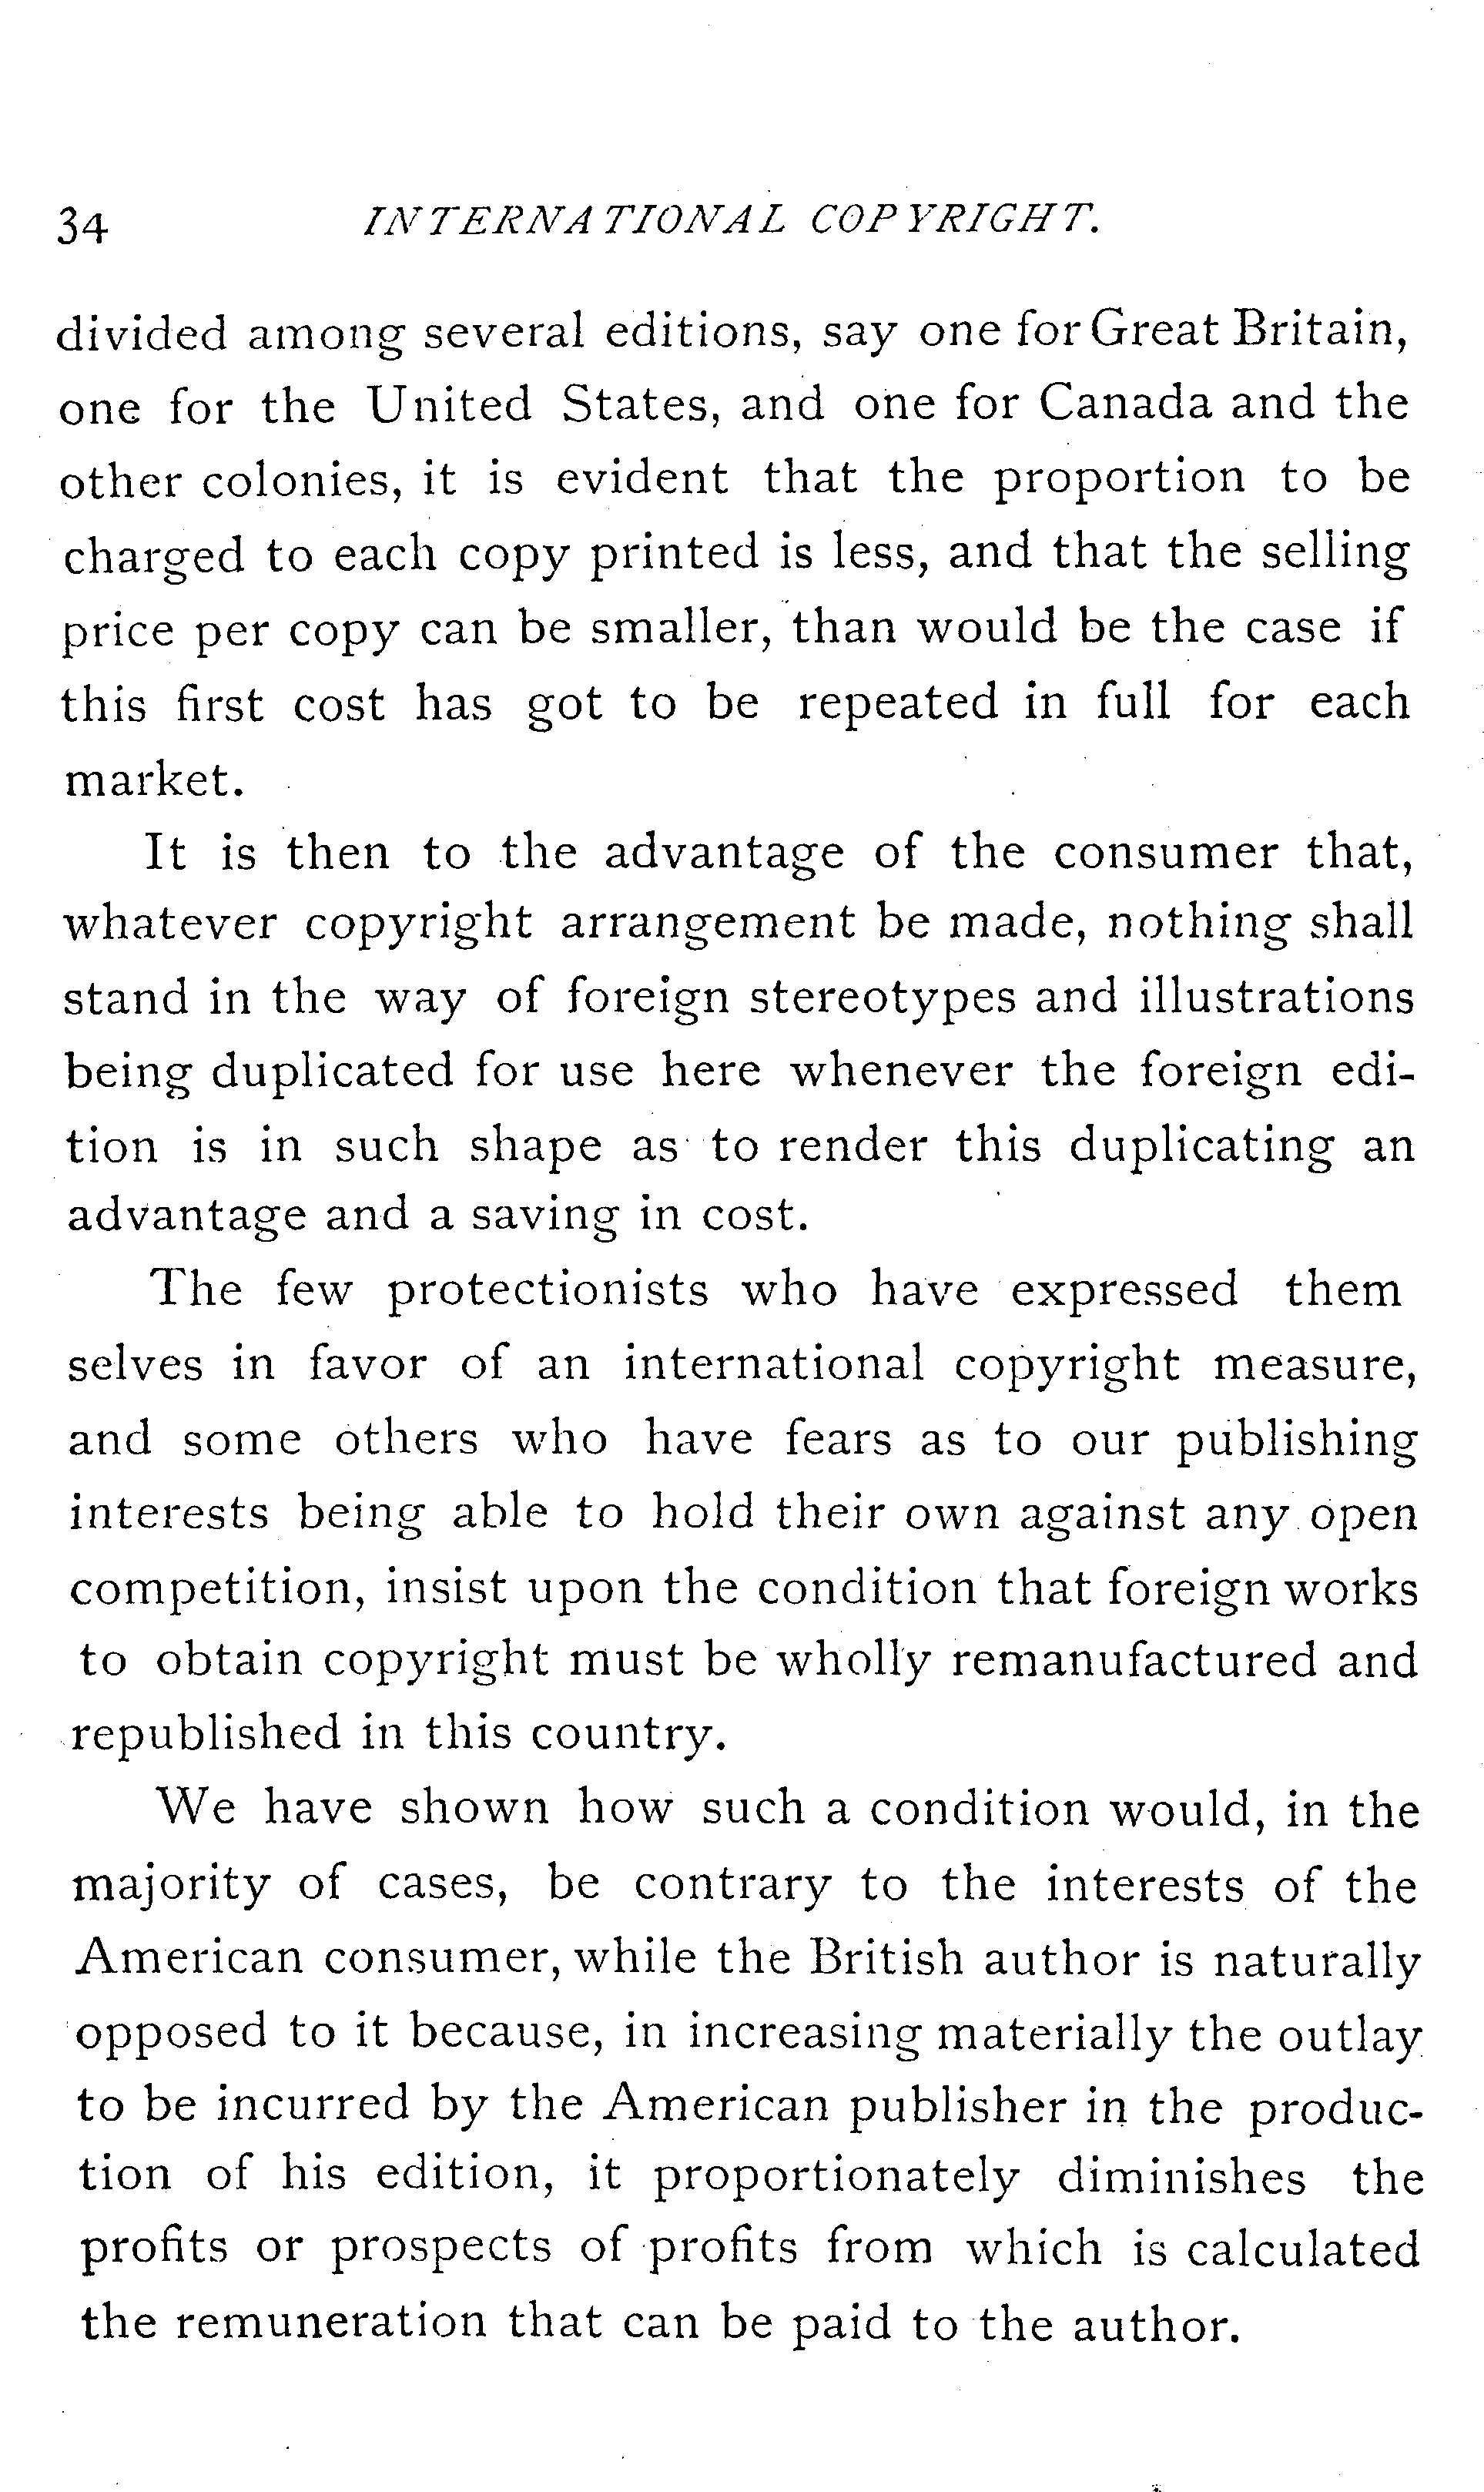 34 INTERNATIONAL COPYRIGHT.
divided among several editions, say one for Great Britain,
one for the United States, and one for Canada and the
other colonies, it is evident that the proportion to be
charged to each copy printed is less, and that the selling
price per copy can be smaller, than would be the case if
this first cost has got to be repeated in full for each
market.
It is then to the advantage of the consumer that,
whatever copyright arrangement be made, nothing shall
stand in the way of foreign stereotypes and illustrations
being duplicated for use here whenever the foreign edi-
tion is in such shape as to render this duplicating an
advantage and a saving in cost.
The few protectionists who have expressed them
selves in favor of an international copyright measure,
and some others who have fears as to our publishing
interests being able to hold their own against any open
competition, insist upon the condition that foreign works
to obtain copyright must be wholly remanufactured and
republished in this country.
We have shown how such a condition would, in the
majority of cases, be contrary to the interests of the
American consumer, while the British author is naturally
opposed to it because, in increasing materially the outlay
to be incurred by the American publisher in the produc-
tion of his edition, it proportionately diminishes the
profits or prospects of profits from which is calculated
the remuneration that can be paid to the author.